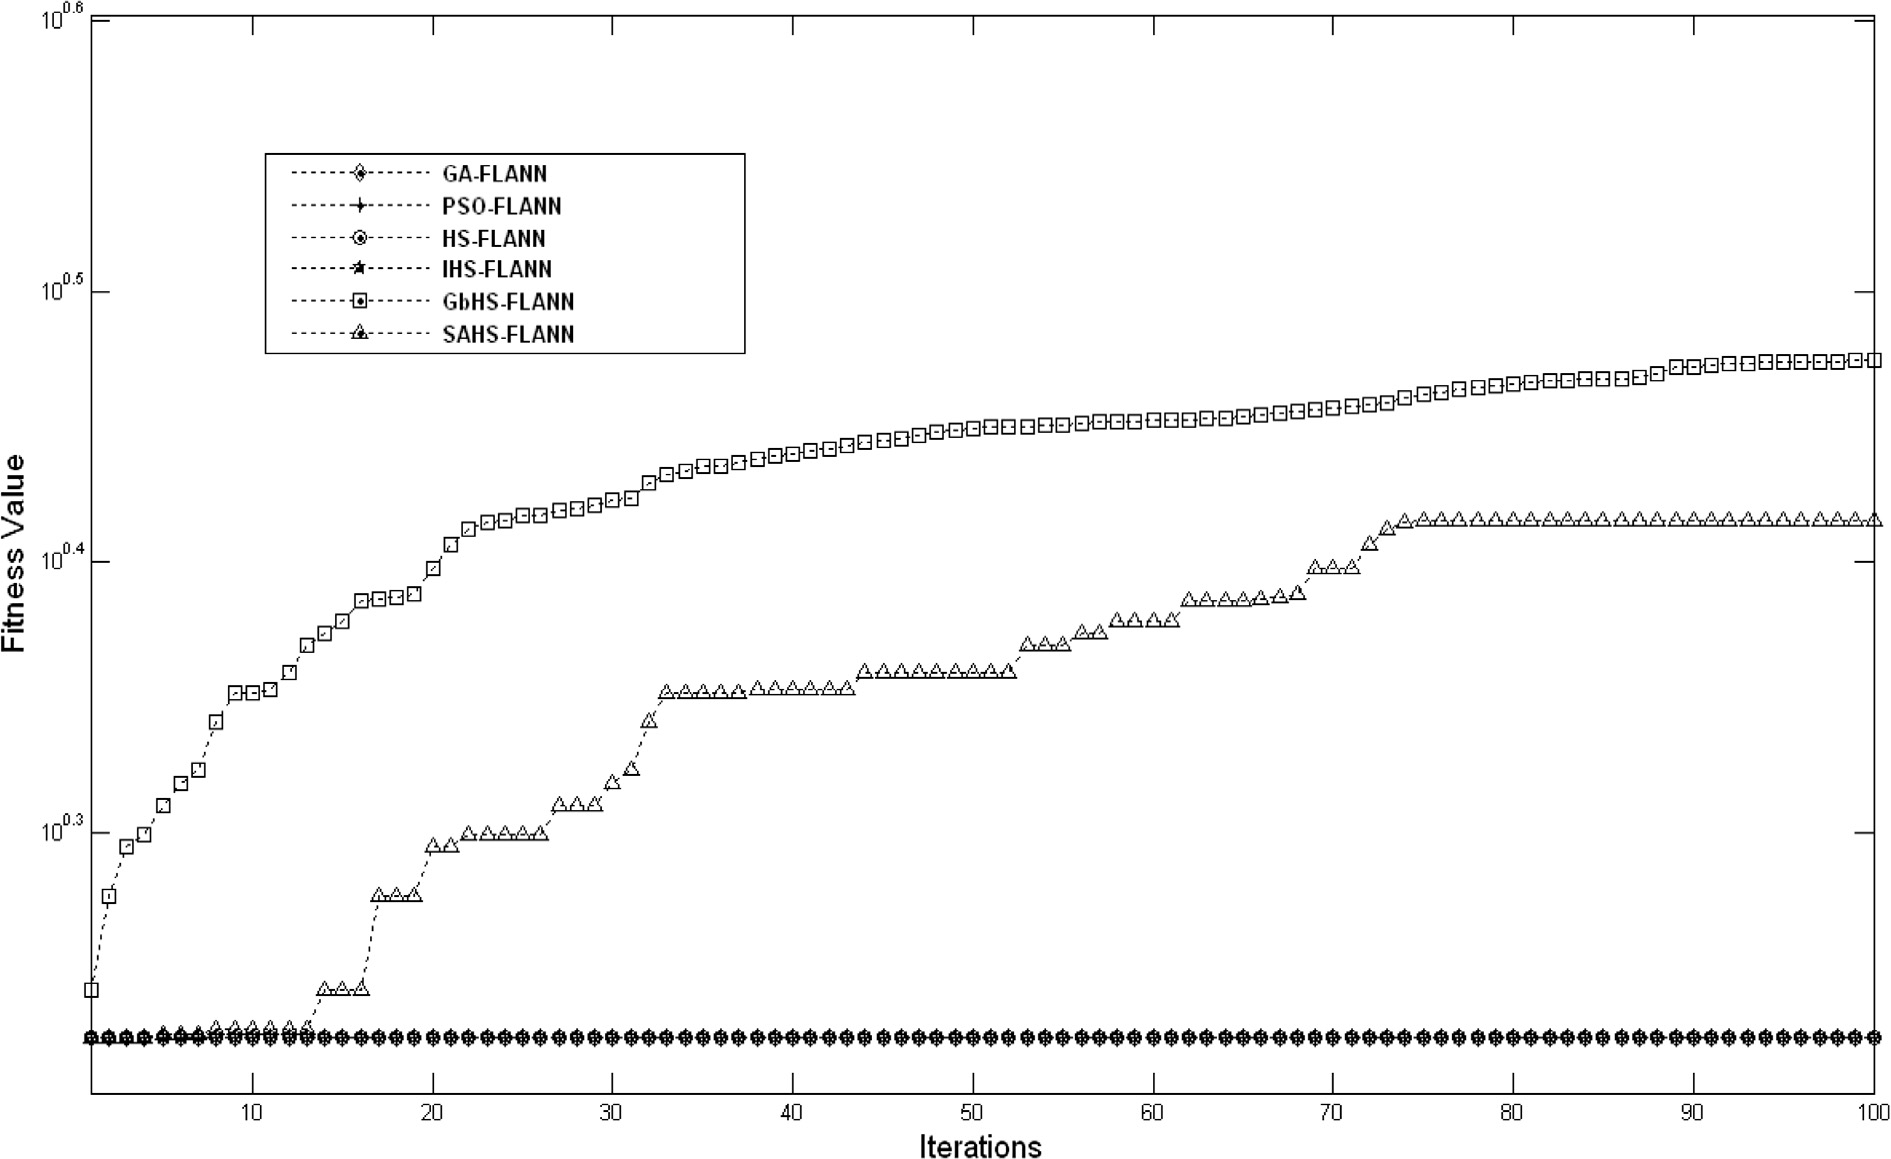 10^0.6
10^0.5
10^0.4
10^0.3
Fitness Value
GA-FLANN
PSO-FLANN
HS-FLANN
IHS-FLANN
GbHS-FLANN
SAHS-FLANN
10 20 30 40 50 60 70 80 90 100
Iterations